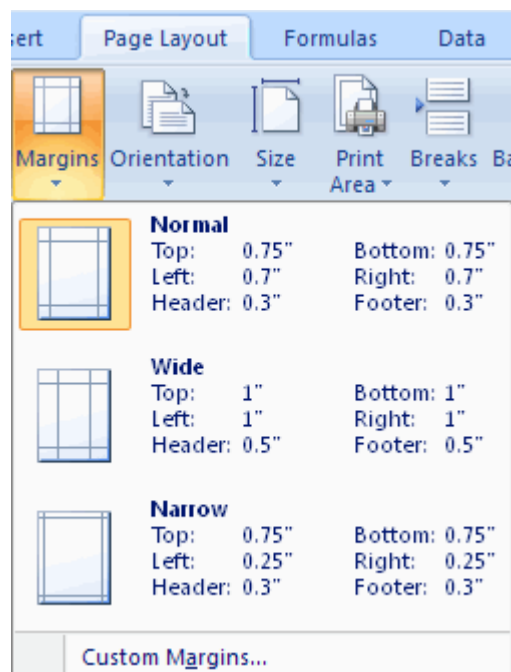 sert Page Layout Formulas Data
Margins Orientation Size Print Area Breaks Ba
Normal
Top: 0.75" Bottom: 0.75"
Left: 0.7" Right: 0.7"
Header: 0.3" Footer: 0.3"
Wide
Top: 1" Bottom: 1"
Left: 1" Right: 1"
Header: 0.5" Footer: 0.5"
Narrow
Top: 0.75" Bottom: 0.75"
Left: 0.25" Right: 0.25"
Header: 0.3" Footer: 0.3"
Custom Margins...